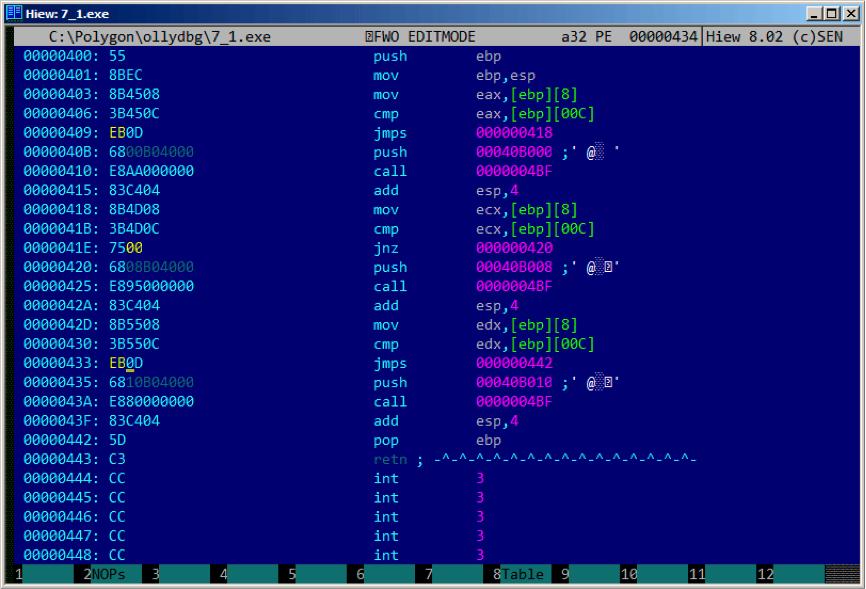 Hiew: 7_1.exe
C:\Polygon\ollydbg\7_1.exe FWO EDITMODE a32 PE 00000434 Hiew 8.02 (c)SEN
00000400: 55 push ebp
00000401: 8BEC mov ebp,esp
00000403: 8B4508 mov eax,[ebp][8]
00000406: 3B450C cmp eax,[ebp][00C]
00000409: EB0D jmps 000000418
0000040B: 6800B04000 push 00040B000 ;' @░ '
00000410: E8AA000000 call 0000004BF
00000415: 83C404 add esp,4
00000418: 8B4D08 mov ecx,[ebp][8]
0000041B: 3B4D0C cmp ecx,[ebp][00C]
0000041E: 7500 jnz 000000420
00000420: 6808B04000 push 00040B008 ;' @░'
00000425: E895000000 call 0000004BF
0000042A: 83C404 add esp,4
0000042D: 8B5508 mov edx,[ebp][8]
00000430: 3B550C cmp edx,[ebp][00C]
00000433: EB0D jmps 000000442
00000435: 6810B04000 push 00040B010 ;' @░'
0000043A: E880000000 call 0000004BF
0000043F: 83C404 add esp,4
00000442: 5D pop ebp
00000443: C3 retn ; -^-^-^-^-^-^-^-^-^-^-^-^-^-^-^-
00000444: CC int 3
00000445: CC int 3
00000446: CC int 3
00000447: CC int 3
00000448: CC int 3
1 2NOPs 3 4 5 6 7 8Table 9 10 11 12